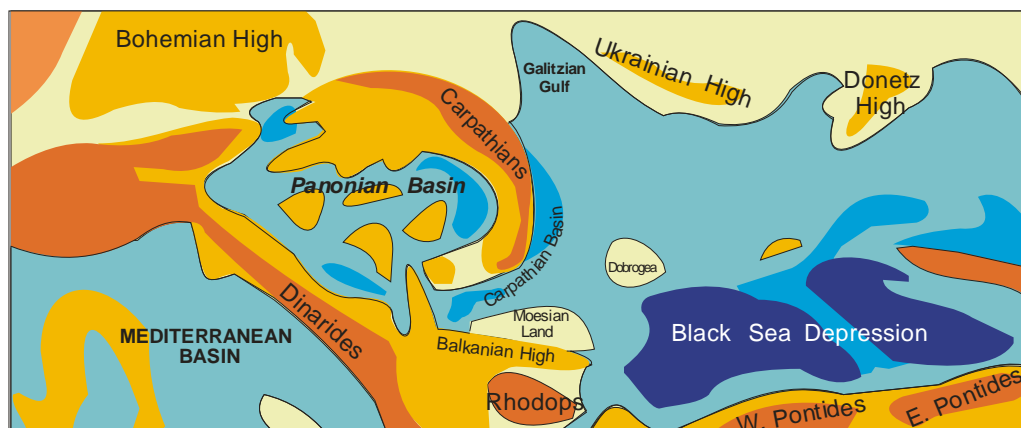 Bohemian High
Galitzian
Gulf
Ukrainian High
Donetz
High
Carpathians
Panonian Basin
Carpathian Basin
Dobrogea
Dinarides
MEDITERRANEAN
BASIN
Moesian
Land
Balkanian High
Black Sea Depression
Rhodops
W. Pontides
E. Pontides